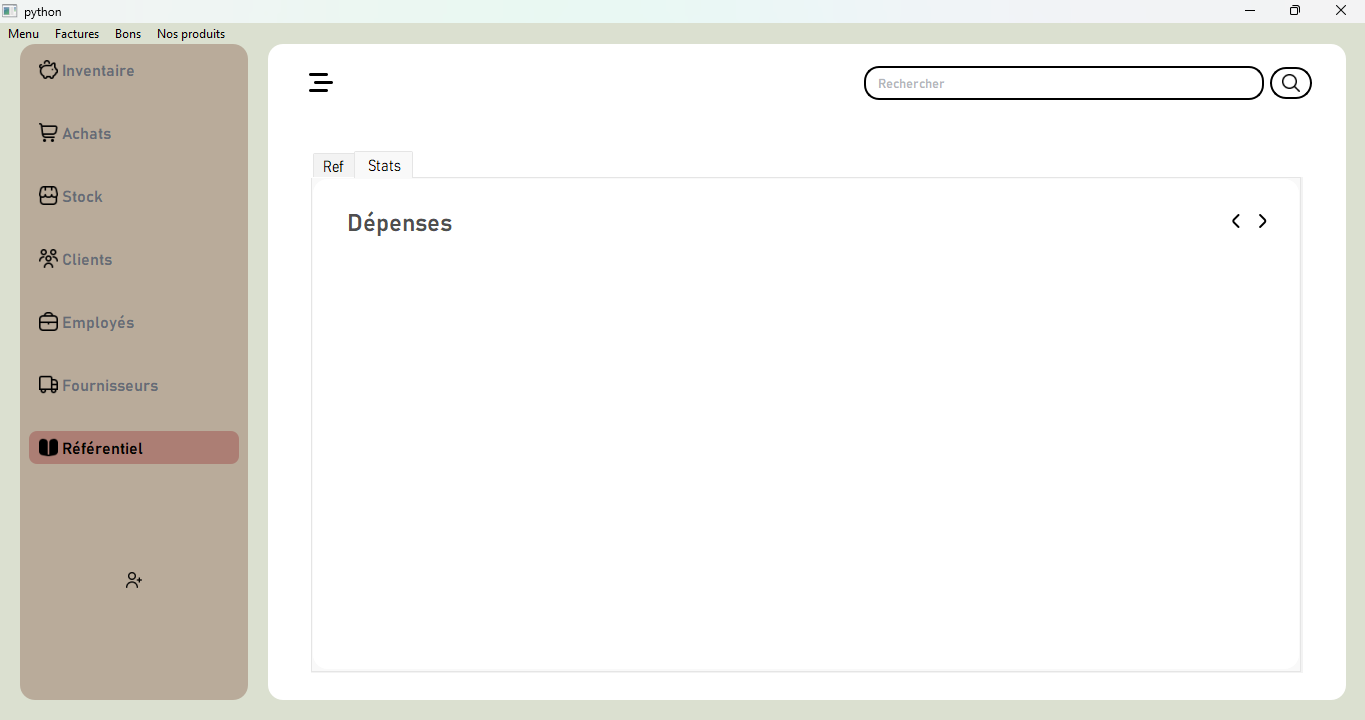 python
Menu Factures Bons Nos produits
Inventaire
Achats
Stock
Clients
Employés
Fournisseurs
Référentiel
Rechercher
Ref Stats
Dépenses